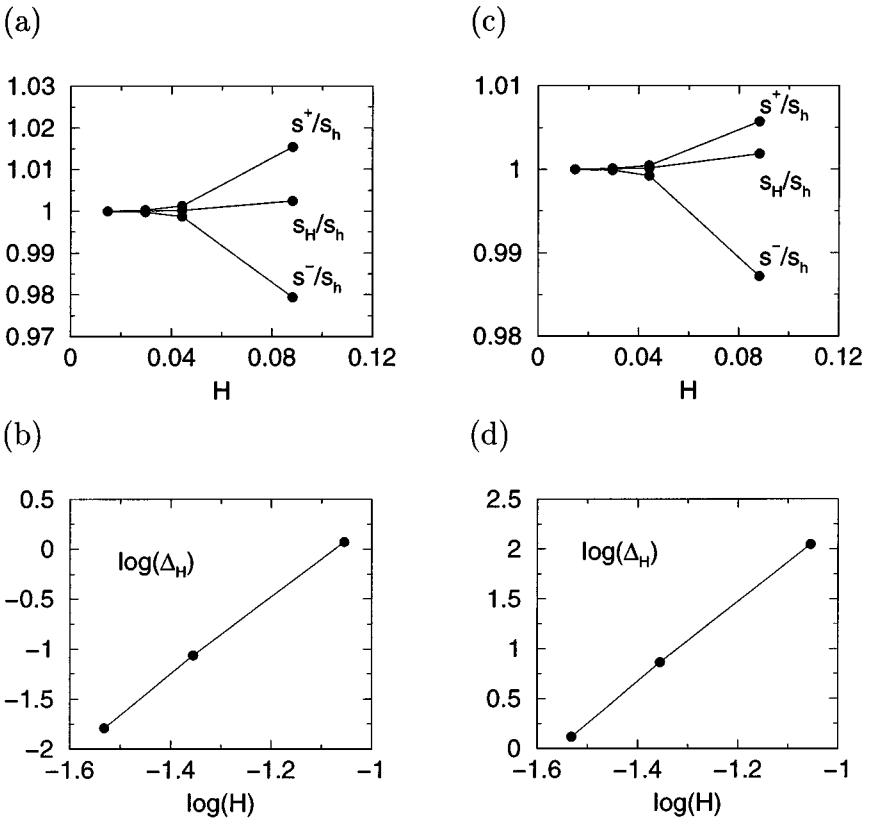 (a)
1.03
1.02
1.01
1
0.99
0.98
0.97
s⁺/sₕ
s_H/sₕ
s⁻/sₕ
0 0.04 0.08 0.12
H
(c)
1.01
1
0.99
0.98
s⁺/sₕ
s_H/sₕ
s⁻/sₕ
0 0.04 0.08 0.12
H
(b)
0.5
0
−0.5
−1
−1.5
−2
log(Δ_H)
−1.6 −1.4 −1.2 −1
log(H)
(d)
2.5
2
1.5
1
0.5
0
log(Δ_H)
−1.6 −1.4 −1.2 −1
log(H)